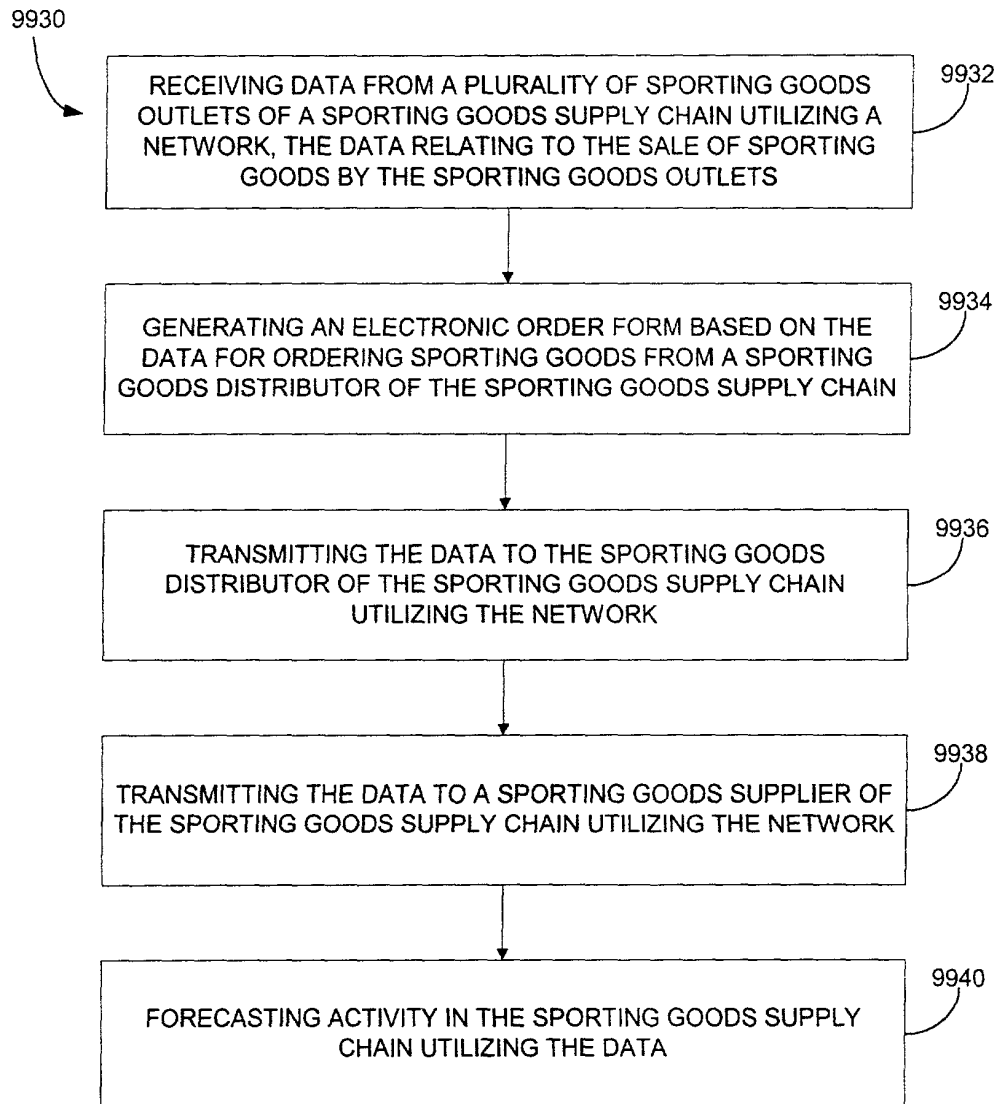 9930
RECEIVING DATA FROM A PLURALITY OF SPORTING GOODS
OUTLETS OF A SPORTING GOODS SUPPLY CHAIN UTILIZING A
NETWORK, THE DATA RELATING TO THE SALE OF SPORTING
GOODS BY THE SPORTING GOODS OUTLETS
9932
GENERATING AN ELECTRONIC ORDER FORM BASED ON THE
DATA FOR ORDERING SPORTING GOODS FROM A SPORTING
GOODS DISTRIBUTOR OF THE SPORTING GOODS SUPPLY CHAIN
9934
TRANSMITTING THE DATA TO THE SPORTING GOODS
DISTRIBUTOR OF THE SPORTING GOODS SUPPLY CHAIN
UTILIZING THE NETWORK
9936
TRANSMITTING THE DATA TO A SPORTING GOODS SUPPLIER OF
THE SPORTING GOODS SUPPLY CHAIN UTILIZING THE NETWORK
9938
FORECASTING ACTIVITY IN THE SPORTING GOODS SUPPLY
CHAIN UTILIZING THE DATA
9940